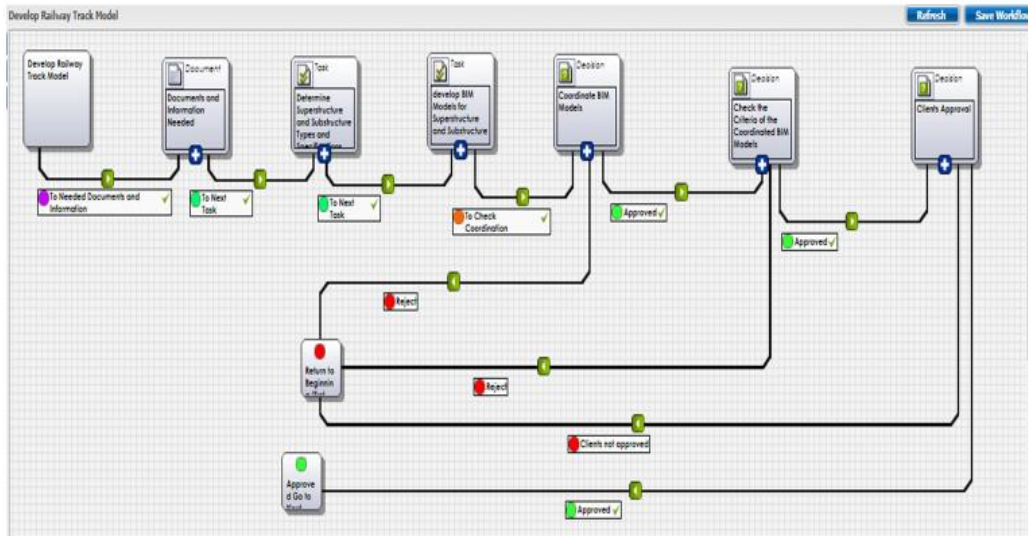 Develop Railway Track Model
Refresh
Save Workflow
Develop Railway
Track Model
Document
Documents and
Information
Needed
Task
Determine
Superstructure
and Substructure
Types and
Task
develop BIM
Models for
Superstructure
and Substructure
Decision
Coordinate BIM
Models
Decision
Check the
Criteria of the
Coordinated BIM
Models
Decision
Clients Approval
To Needed Documents and
Information
To Next
Task
To Next
Task
To Check
Coordination
Approved
Approved
Reject
Return to
Beginnin
Reject
Clients not approved
Approve
d Go to
Approved